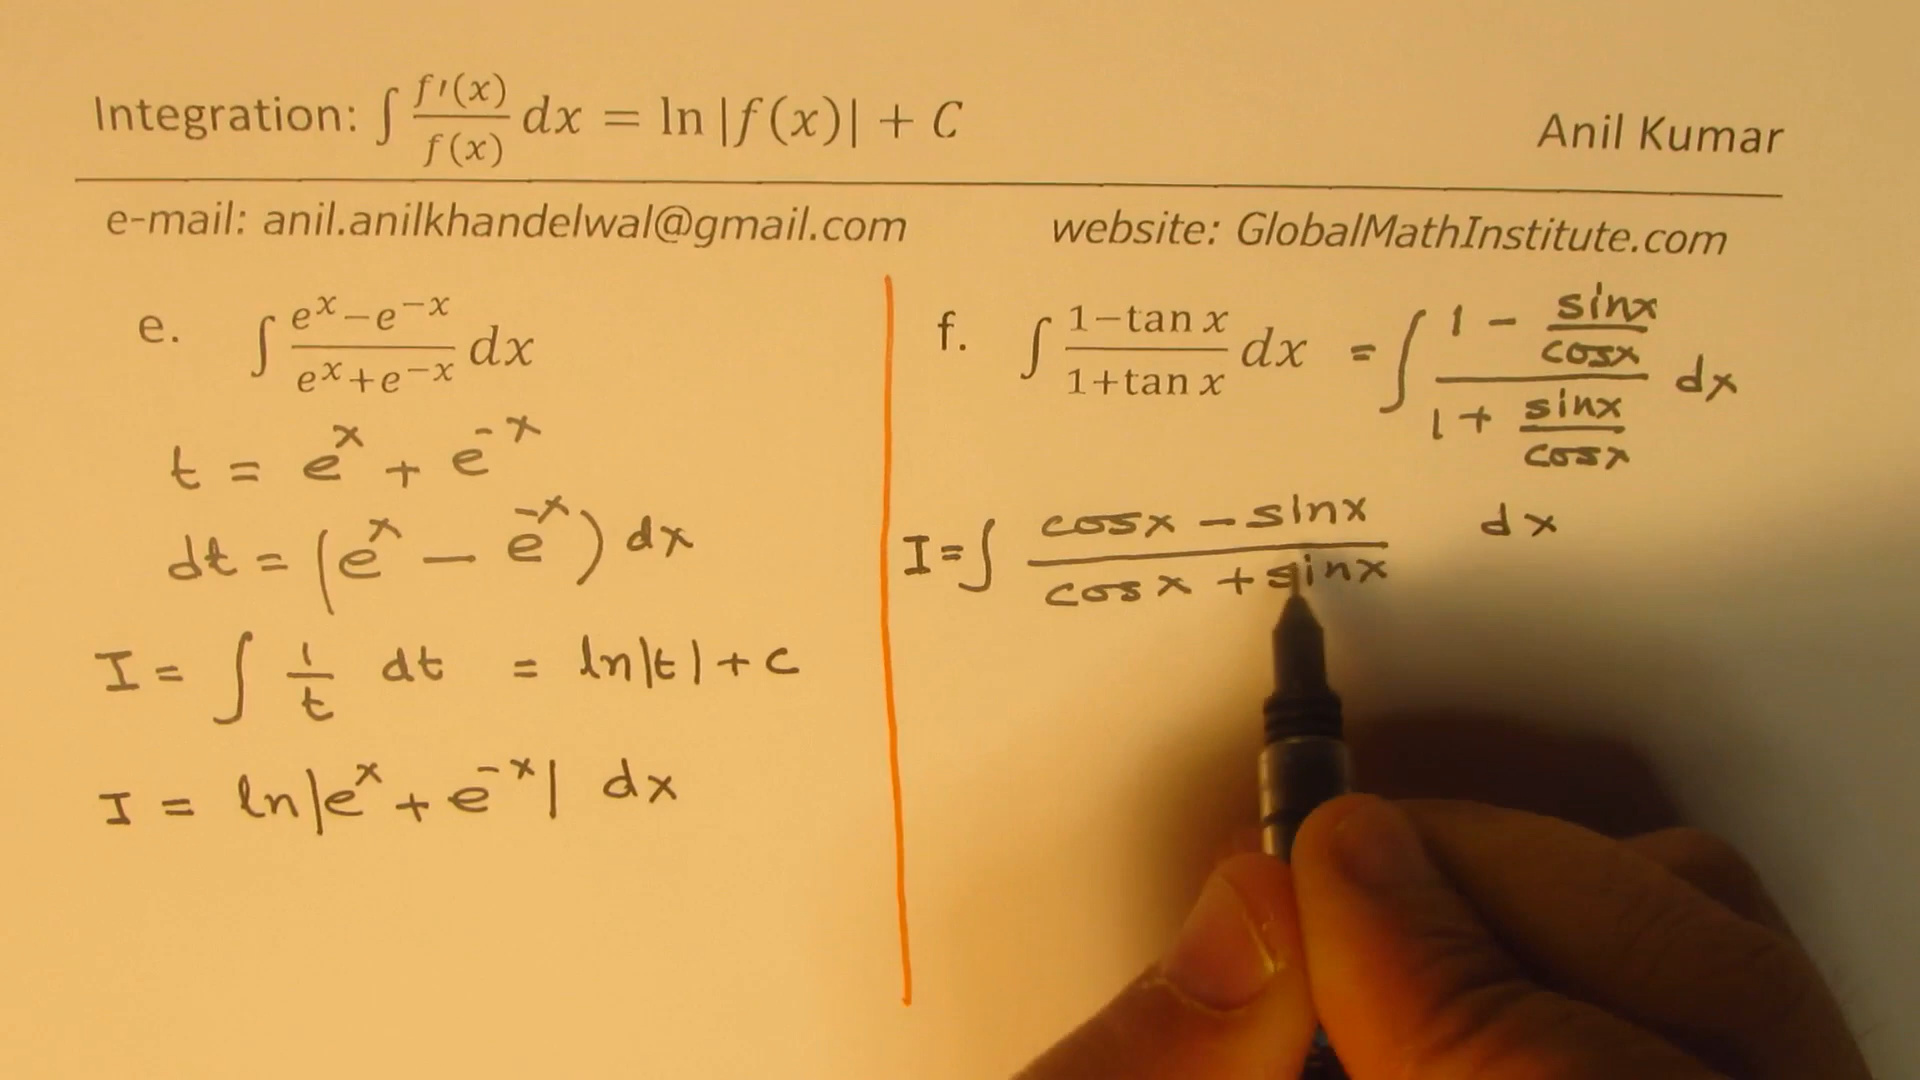 Integration: ∫ f′(x)/f(x) dx = ln |f(x)| + C
Anil Kumar
e-mail: anil.anilkhandelwal@gmail.com
website: GlobalMathInstitute.com
e. ∫ (e^x − e^−x)/(e^x + e^−x) dx
t = e^x + e^−x
dt = (e^x − e^−x) dx
I = ∫ 1/t dt = ln|t| + C
I = ln|e^x + e^−x| dx
f. ∫ (1 − tan x)/(1 + tan x) dx = ∫ (1 − sinx/cosx)/(1 + sinx/cosx) dx
I = ∫ (cosx − sinx)/(cosx + sinx) dx